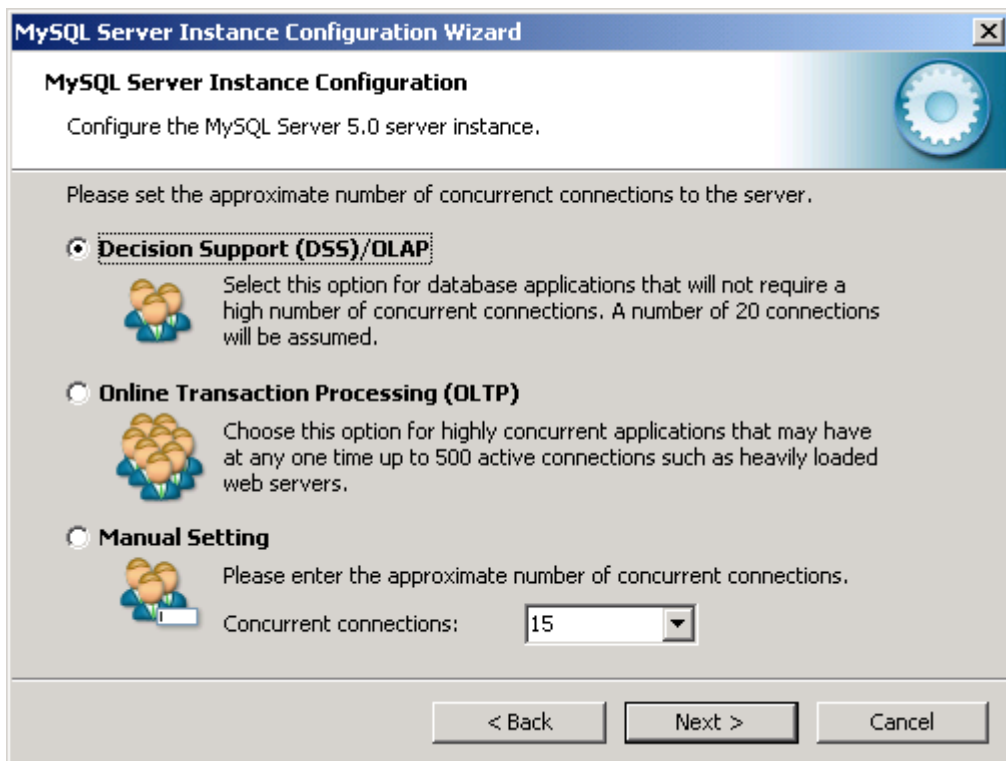 MySQL Server Instance Configuration Wizard
MySQL Server Instance Configuration
Configure the MySQL Server 5.0 server instance.
Please set the approximate number of concurrenct connections to the server.
Decision Support (DSS)/OLAP
Select this option for database applications that will not require a
high number of concurrent connections. A number of 20 connections
will be assumed.
Online Transaction Processing (OLTP)
Choose this option for highly concurrent applications that may have
at any one time up to 500 active connections such as heavily loaded
web servers.
Manual Setting
Please enter the approximate number of concurrent connections.
Concurrent connections: 15
< Back Next > Cancel